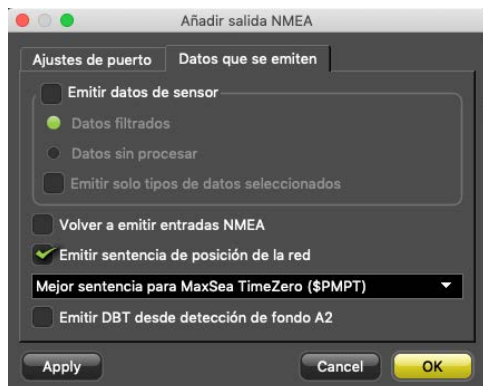 Añadir salida NMEA
Ajustes de puerto Datos que se emiten
Emitir datos de sensor
Datos filtrados
Datos sin procesar
Emitir solo tipos de datos seleccionados
Volver a emitir entradas NMEA
Emitir sentencia de posición de la red
Mejor sentencia para MaxSea TimeZero ($PMPT)
Emitir DBT desde detección de fondo A2
Apply Cancel OK